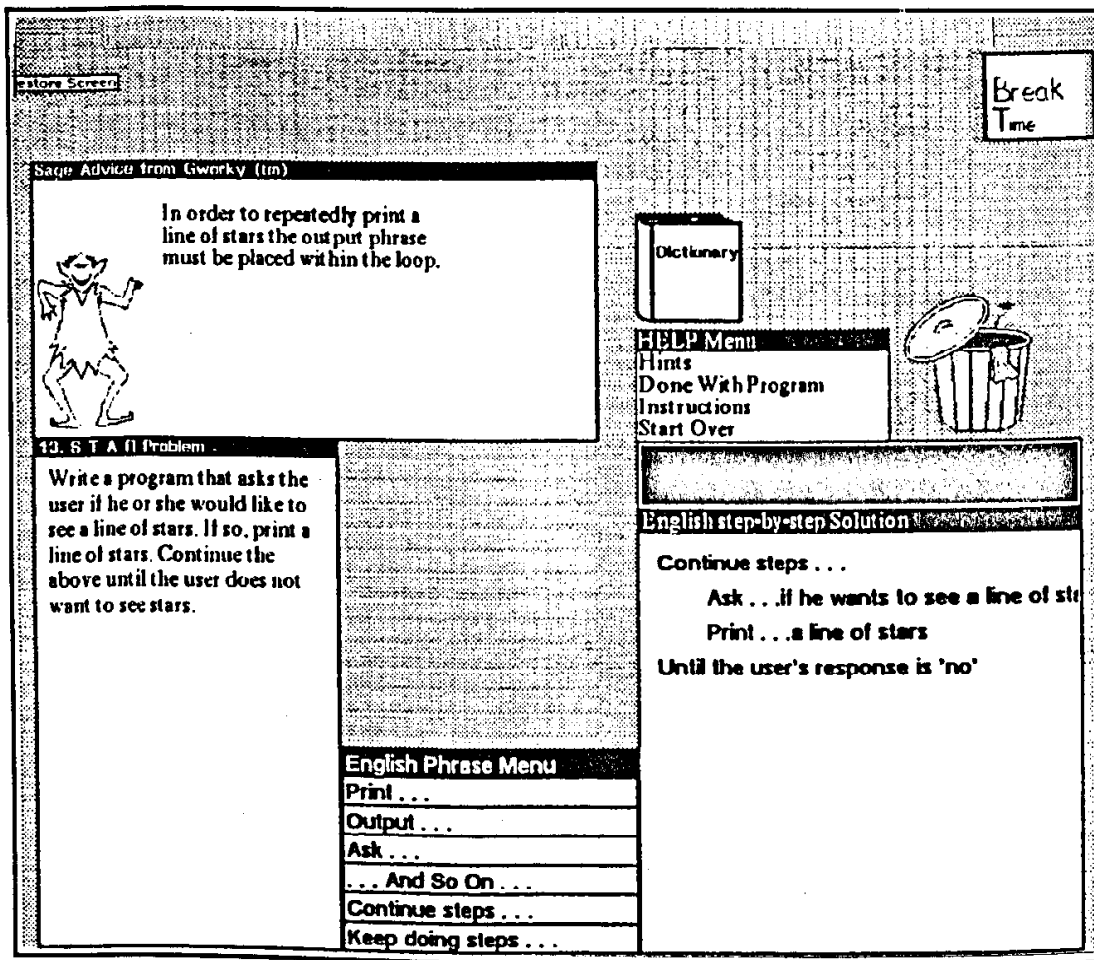 estore Screen
Break
Time
Sage Advice from Gworky (tm)
In order to repeatedly print a
line of stars the output phrase
must be placed within the loop.
Dictionary
HELP Menu
Hints
Done With Program
Instructions
Start Over
13. S T A R Problem
Write a program that asks the
user if he or she would like to
see a line of stars. If so, print a
line of stars. Continue the
above until the user does not
want to see stars.
English step-by-step Solution
Continue steps . . .
Ask . . .if he wants to see a line of sta
Print . . .a line of stars
Until the user's response is 'no'
English Phrase Menu
Print . . .
Output . . .
Ask . . .
. . . And So On . . .
Continue steps . . .
Keep doing steps . . .